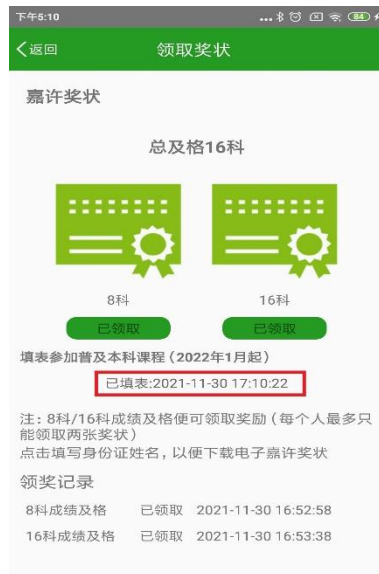 下午5:10
84
返回
领取奖状
嘉许奖状
总及格16科
8科
16科
已领取
已领取
填表参加普及本科课程(2022年1月起)
已填表:2021-11-30 17:10:22
注:8科/16科成绩及格便可领取奖励(每个人最多只
能领取两张奖状)
点击填写身份证姓名,以便下载电子嘉许奖状
领奖记录
8科成绩及格 已领取 2021-11-30 16:52:58
16科成绩及格 已领取 2021-11-30 16:53:38